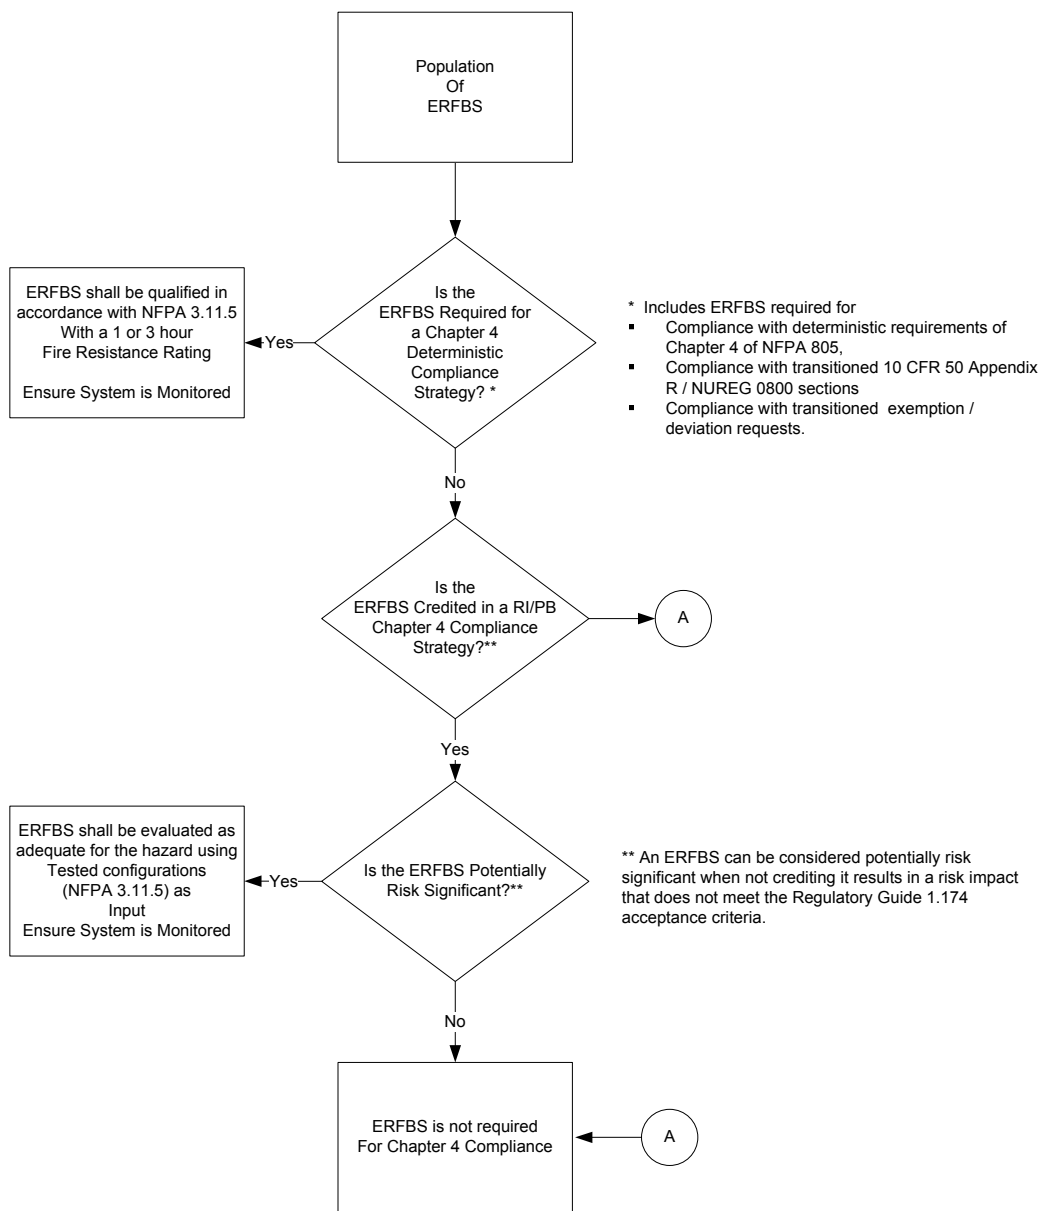 Population
Of
ERFBS
Is the
ERFBS Required for
a Chapter 4
Deterministic
Compliance
Strategy? *
Yes
ERFBS shall be qualified in
accordance with NFPA 3.11.5
With a 1 or 3 hour
Fire Resistance Rating
Ensure System is Monitored
* Includes ERFBS required for
▪ Compliance with deterministic requirements of
Chapter 4 of NFPA 805,
▪ Compliance with transitioned 10 CFR 50 Appendix
R / NUREG 0800 sections
▪ Compliance with transitioned exemption /
deviation requests.
No
Is the
ERFBS Credited in a RI/PB
Chapter 4 Compliance
Strategy?**
A
Yes
Is the ERFBS Potentially
Risk Significant?**
Yes
ERFBS shall be evaluated as
adequate for the hazard using
Tested configurations
(NFPA 3.11.5) as
Input
Ensure System is Monitored
** An ERFBS can be considered potentially risk
significant when not crediting it results in a risk impact
that does not meet the Regulatory Guide 1.174
acceptance criteria.
No
ERFBS is not required
For Chapter 4 Compliance
A